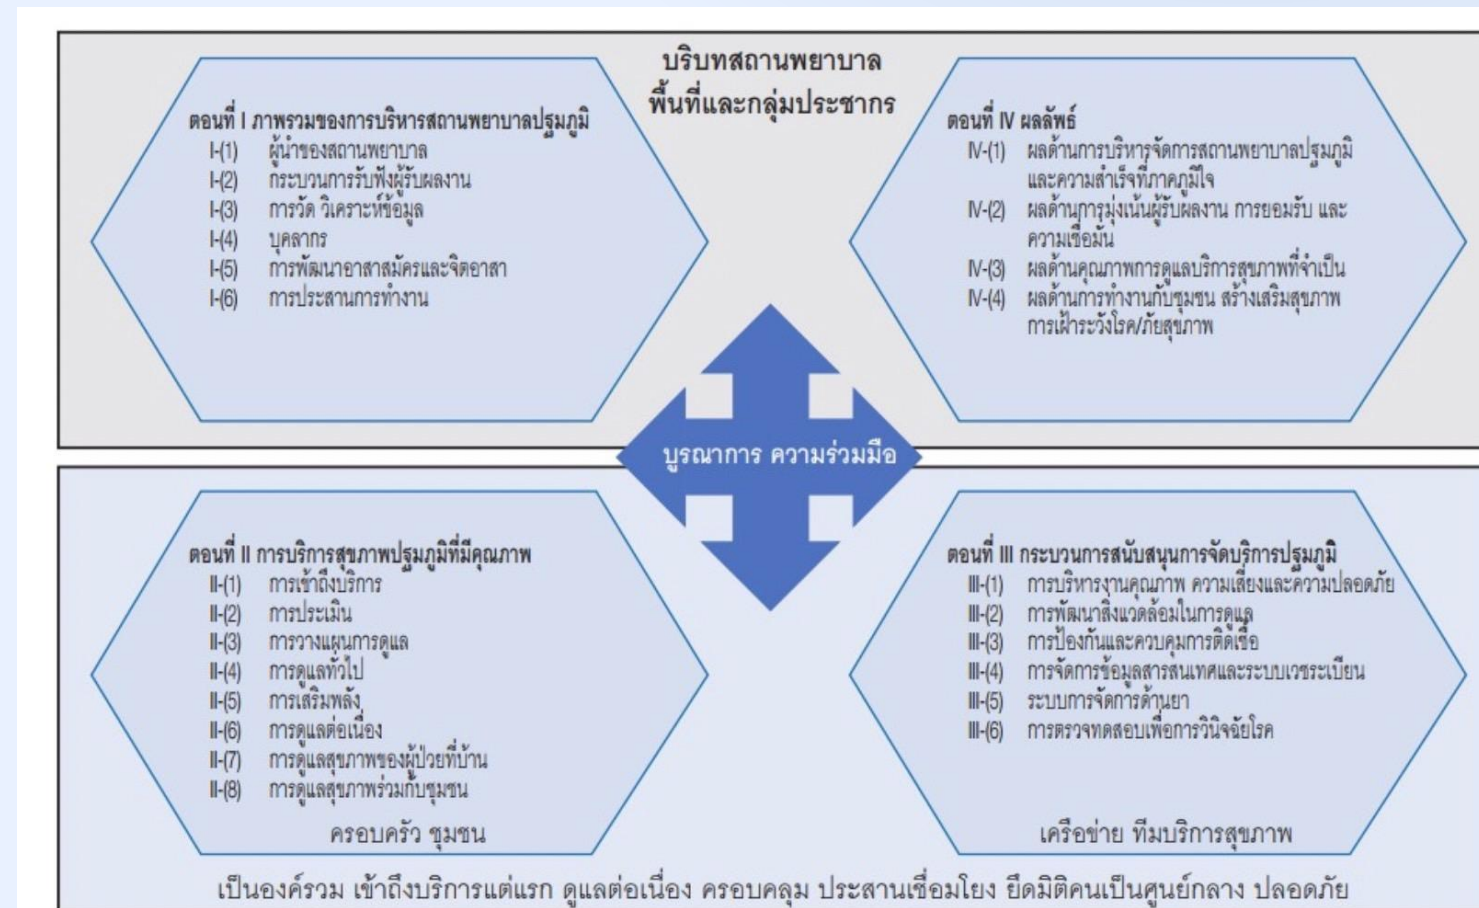 บริบทสถานพยาบาล
พื้นที่และกลุ่มประชากร
ตอนที่ I ภาพรวมของการบริหารสถานพยาบาลปฐมภูมิ
I-(1) ผู้นำของสถานพยาบาล
I-(2) กระบวนการรับฟังผู้รับผลงาน
I-(3) การวัด วิเคราะห์ข้อมูล
I-(4) บุคลากร
I-(5) การพัฒนาอาสาสมัครและจิตอาสา
I-(6) การประสานการทำงาน
ตอนที่ IV ผลลัพธ์
IV-(1) ผลด้านการบริหารจัดการสถานพยาบาลปฐมภูมิ
และความสำเร็จที่ภาคภูมิใจ
IV-(2) ผลด้านการมุ่งเน้นผู้รับผลงาน การยอมรับ และ
ความเชื่อมั่น
IV-(3) ผลด้านคุณภาพการดูแลบริการสุขภาพที่จำเป็น
IV-(4) ผลด้านการทำงานกับชุมชน สร้างเสริมสุขภาพ
การเฝ้าระวังโรค/ภัยสุขภาพ
บูรณาการ ความร่วมมือ
ตอนที่ II การบริการสุขภาพปฐมภูมิที่มีคุณภาพ
II-(1) การเข้าถึงบริการ
II-(2) การประเมิน
II-(3) การวางแผนการดูแล
II-(4) การดูแลทั่วไป
II-(5) การเสริมพลัง
II-(6) การดูแลต่อเนื่อง
II-(7) การดูแลสุขภาพของผู้ป่วยที่บ้าน
II-(8) การดูแลสุขภาพร่วมกับชุมชน
ครอบครัว ชุมชน
ตอนที่ III กระบวนการสนับสนุนการจัดบริการปฐมภูมิ
III-(1) การบริหารงานคุณภาพ ความเสี่ยงและความปลอดภัย
III-(2) การพัฒนาสิ่งแวดล้อมในการดูแล
III-(3) การป้องกันและควบคุมการติดเชื้อ
III-(4) การจัดการข้อมูลสารสนเทศและระบบเวชระเบียน
III-(5) ระบบการจัดการด้านยา
III-(6) การตรวจทดสอบเพื่อการวินิจฉัยโรค
เครือข่าย ทีมบริการสุขภาพ
เป็นองค์รวม เข้าถึงบริการแต่แรก ดูแลต่อเนื่อง ครอบคลุม ประสานเชื่อมโยง ยึดมิติคนเป็นศูนย์กลาง ปลอดภัย